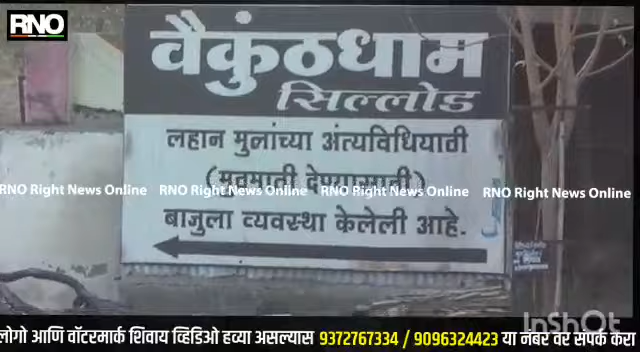 RNO
वैकुंठधाम
सिल्लोड
लहान मुलांच्या अंत्यविधियाठी
(मुठमाती देण्यासाठी)
RNO Right News Online RNO Right News Online RNO Right News Online RNO Right News Online
बाजुला व्यवस्था केलेली आहे.
InShOt
लोगो आणि वॉटरमार्क शिवाय व्हिडिओ हव्या असल्यास 9372767334 / 9096324423 या नंबर वर संपर्क करा